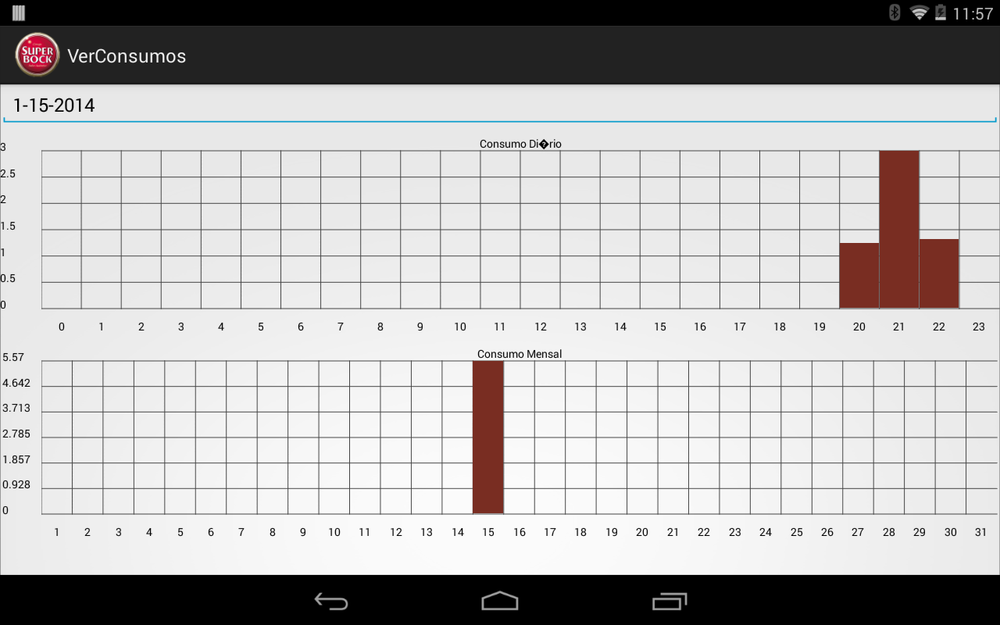 11:57
SUPER
BOCK
VerConsumos
1-15-2014
Consumo Di�rio
3
2.5
2
1.5
1
0.5
0
0 1 2 3 4 5 6 7 8 9 10 11 12 13 14 15 16 17 18 19 20 21 22 23
Consumo Mensal
5.57
4.642
3.713
2.785
1.857
0.928
0
1 2 3 4 5 6 7 8 9 10 11 12 13 14 15 16 17 18 19 20 21 22 23 24 25 26 27 28 29 30 31